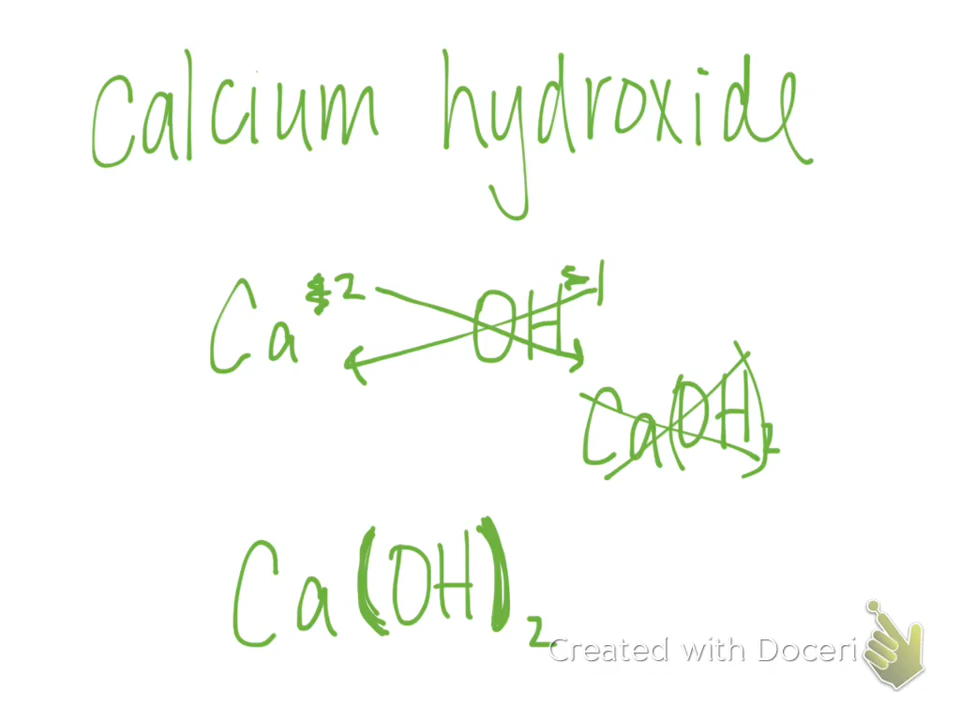 Calcium hydroxide
Ca +2 OH -1
Ca(OH)2
Ca(OH)2
Created with Doceri